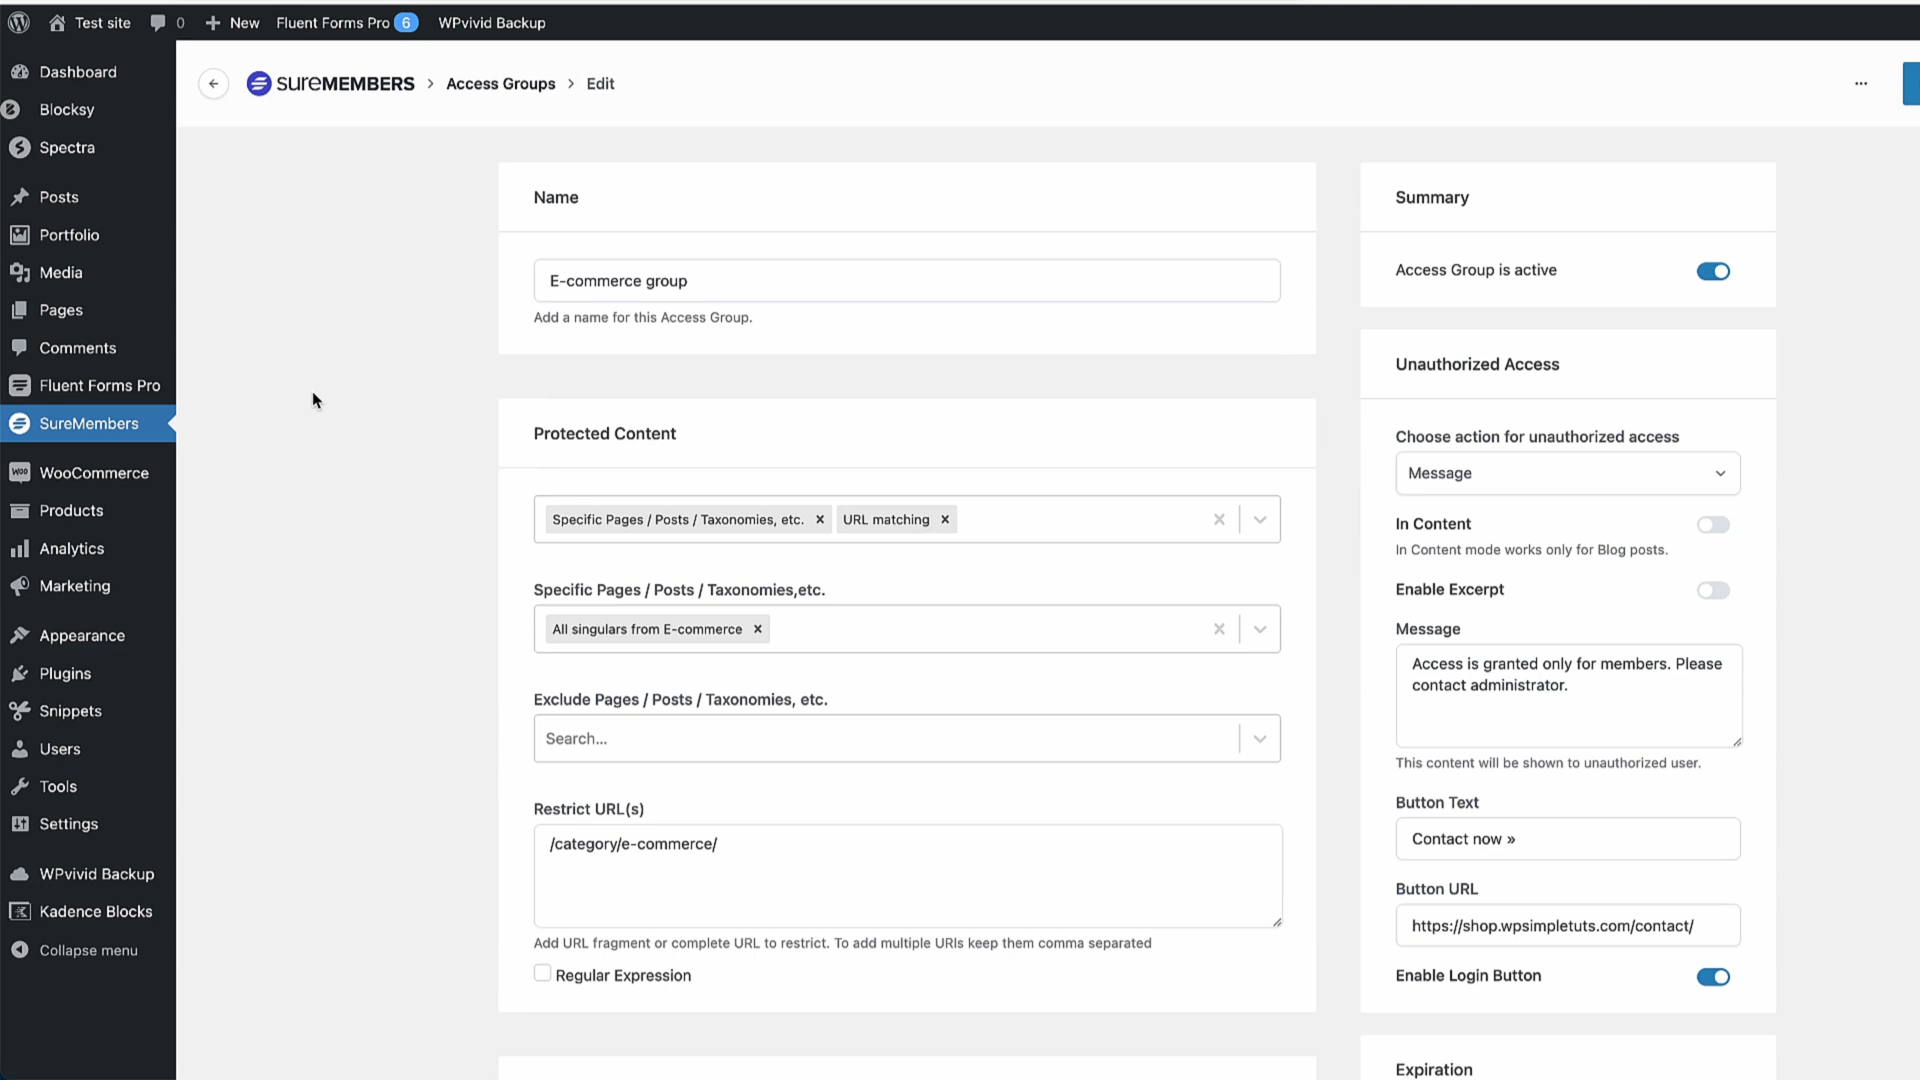 Test site
0
New
Fluent Forms Pro 6
WPvivid Backup
Dashboard
Blocksy
Spectra
Posts
Portfolio
Media
Pages
Comments
Fluent Forms Pro
SureMembers
WooCommerce
Products
Analytics
Marketing
Appearance
Plugins
Snippets
Users
Tools
Settings
WPvivid Backup
Kadence Blocks
Collapse menu
sureMEMBERS > Access Groups > Edit
Name
E-commerce group
Add a name for this Access Group.
Protected Content
Specific Pages / Posts / Taxonomies, etc. × URL matching ×
Specific Pages / Posts / Taxonomies,etc.
All singulars from E-commerce ×
Exclude Pages / Posts / Taxonomies, etc.
Search...
Restrict URL(s)
/category/e-commerce/
Add URL fragment or complete URL to restrict. To add multiple URIs keep them comma separated
Regular Expression
Summary
Access Group is active
Unauthorized Access
Choose action for unauthorized access
Message
In Content
In Content mode works only for Blog posts.
Enable Excerpt
Message
Access is granted only for members. Please
contact administrator.
This content will be shown to unauthorized user.
Button Text
Contact now »
Button URL
https://shop.wpsimpletuts.com/contact/
Enable Login Button
Expiration